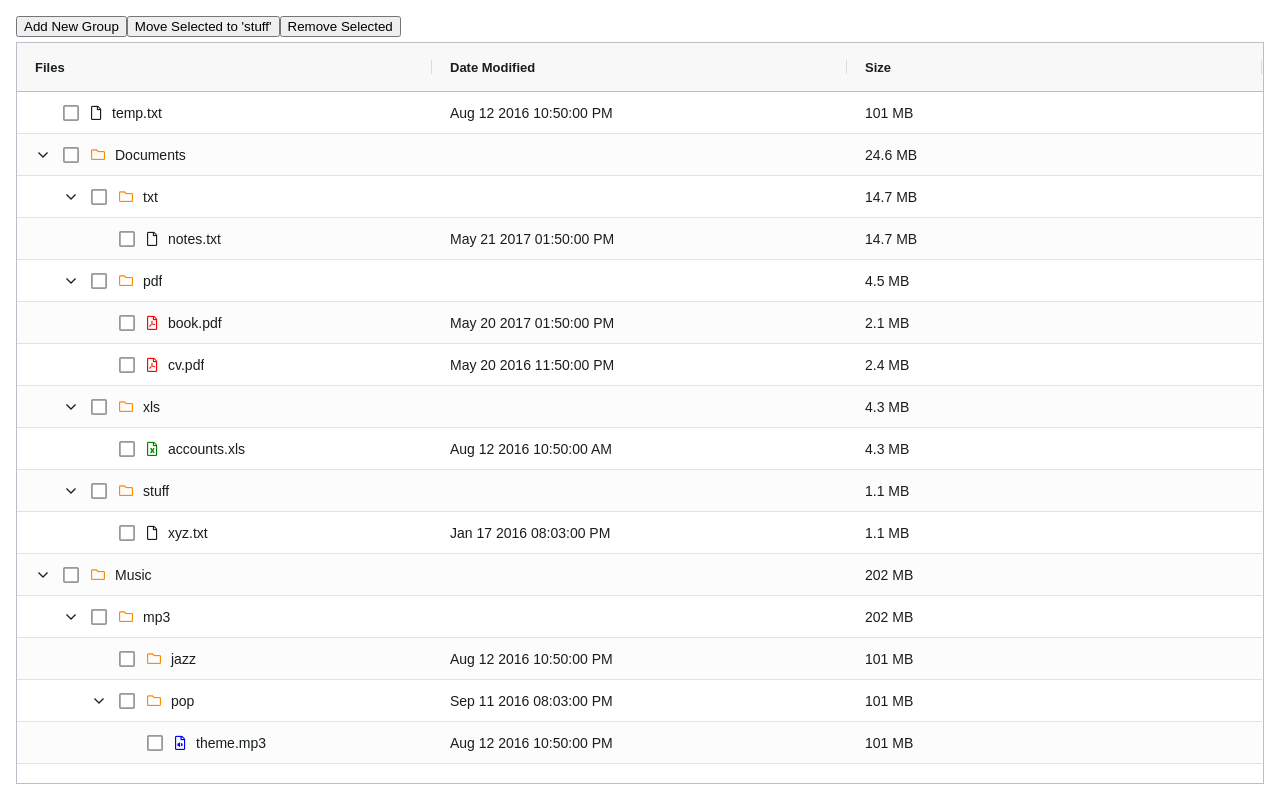 Add New Group Move Selected to 'stuff' Remove Selected
Files Date Modified Size
temp.txt Aug 12 2016 10:50:00 PM 101 MB
Documents 24.6 MB
txt 14.7 MB
notes.txt May 21 2017 01:50:00 PM 14.7 MB
pdf 4.5 MB
book.pdf May 20 2017 01:50:00 PM 2.1 MB
cv.pdf May 20 2016 11:50:00 PM 2.4 MB
xls 4.3 MB
accounts.xls Aug 12 2016 10:50:00 AM 4.3 MB
stuff 1.1 MB
xyz.txt Jan 17 2016 08:03:00 PM 1.1 MB
Music 202 MB
mp3 202 MB
jazz Aug 12 2016 10:50:00 PM 101 MB
pop Sep 11 2016 08:03:00 PM 101 MB
theme.mp3 Aug 12 2016 10:50:00 PM 101 MB